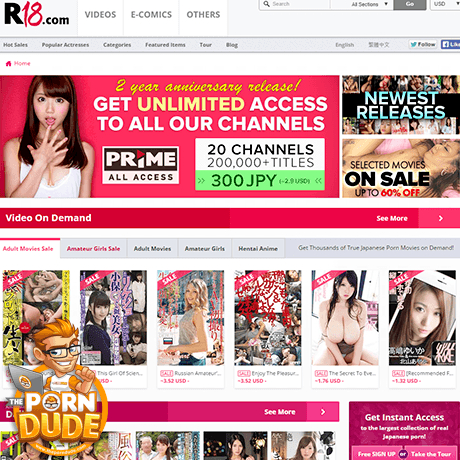 R18.com
VIDEOS
E-COMICS
OTHERS
Search
All Sections
Go
USD
Hot Sales
Popular Actresses
Categories
Featured Items
Tour
Blog
English
繁體中文
Follow
Home
2 year anniversary release!
GET UNLIMITED ACCESS
TO ALL OUR CHANNELS
PRIME
ALL ACCESS
20 CHANNELS
200,000+TITLES
300 JPY (~2.9 USD)
NEWEST
RELEASES
SELECTED MOVIES
ON SALE
UP TO 60% OFF
Video On Demand
See More
Adult Movies Sale
Amateur Girls Sale
Adult Movies
Amateur Girls
Hentai Anime
Get Thousands of True Japanese Porn Movies on Demand!
SALE This Girl Of Scien..
~3.52 USD -
SALE Russian Amateur'..
~3.52 USD -
SALE Enjoy The Pleasur..
~3.52 USD -
SALE The Secret To Eve..
~1.76 USD -
SALE [Recommended F..
~1.32 USD -
THE
PORN
DUDE
See More
Get Instant Access
to the largest collection of reel
Japanese porn!
Free SIGN UP or Take the Tour